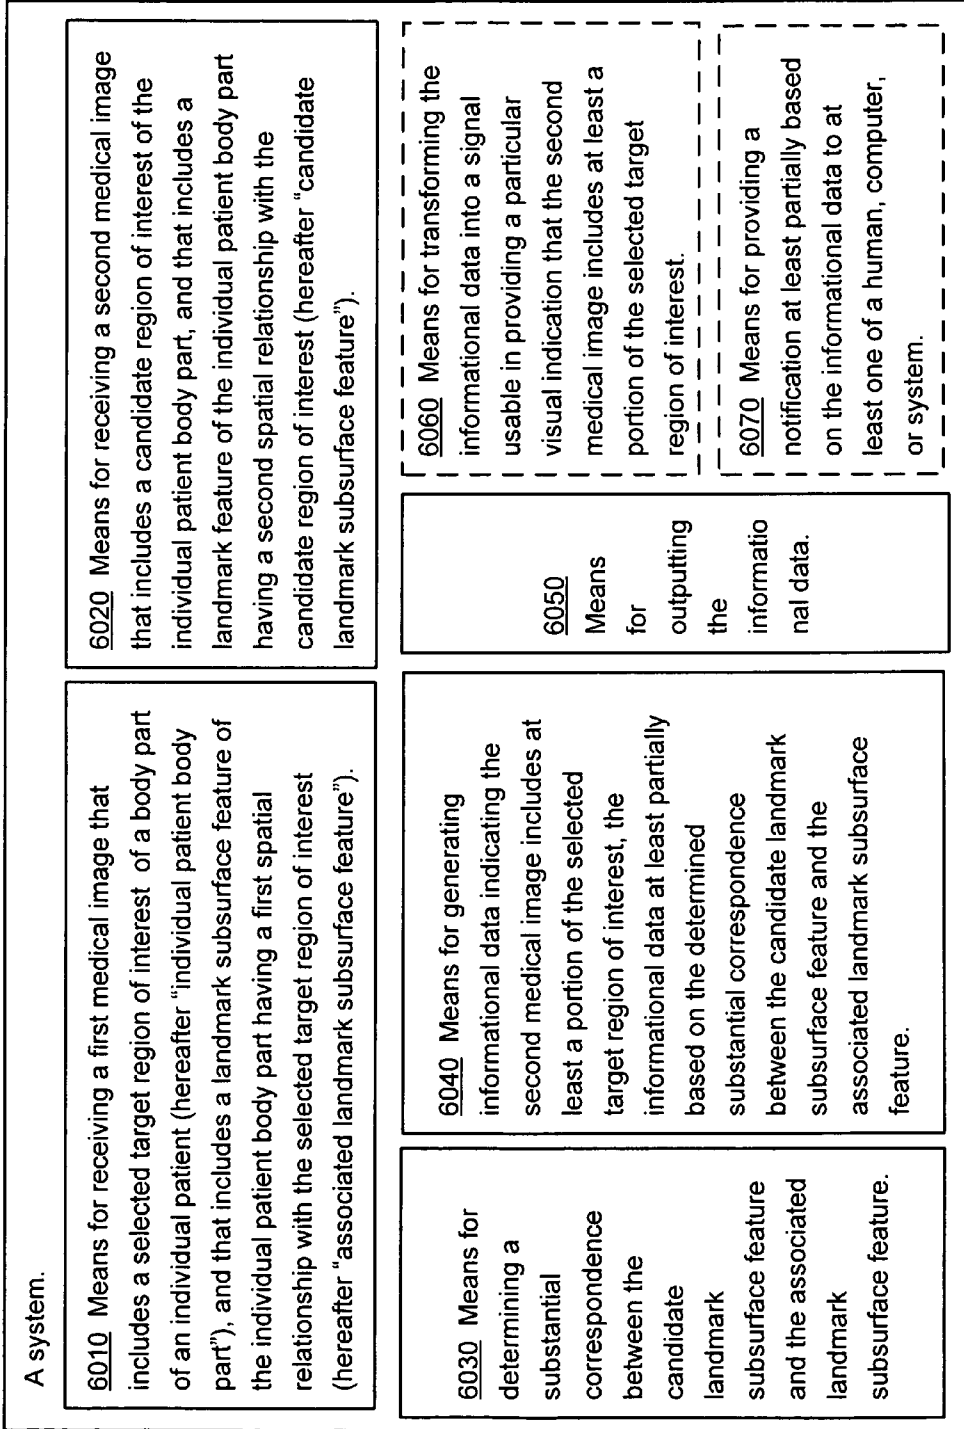 A system.
6010 Means for receiving a first medical image that
includes a selected target region of interest of a body part
of an individual patient (hereafter “individual patient body
part”), and that includes a landmark subsurface feature of
the individual patient body part having a first spatial
relationship with the selected target region of interest
(hereafter “associated landmark subsurface feature”).
6020 Means for receiving a second medical image
that includes a candidate region of interest of the
individual patient body part, and that includes a
landmark feature of the individual patient body part
having a second spatial relationship with the
candidate region of interest (hereafter “candidate
landmark subsurface feature”).
6030 Means for
determining a
substantial
correspondence
between the
candidate
landmark
subsurface feature
and the associated
landmark
subsurface feature.
6040 Means for generating
informational data indicating the
second medical image includes at
least a portion of the selected
target region of interest, the
informational data at least partially
based on the determined
substantial correspondence
between the candidate landmark
subsurface feature and the
associated landmark subsurface
feature.
6050
Means
for
outputting
the
informatio
nal data.
6060 Means for transforming the
informational data into a signal
usable in providing a particular
visual indication that the second
medical image includes at least a
portion of the selected target
region of interest.
6070 Means for providing a
notification at least partially based
on the informational data to at
least one of a human, computer,
or system.